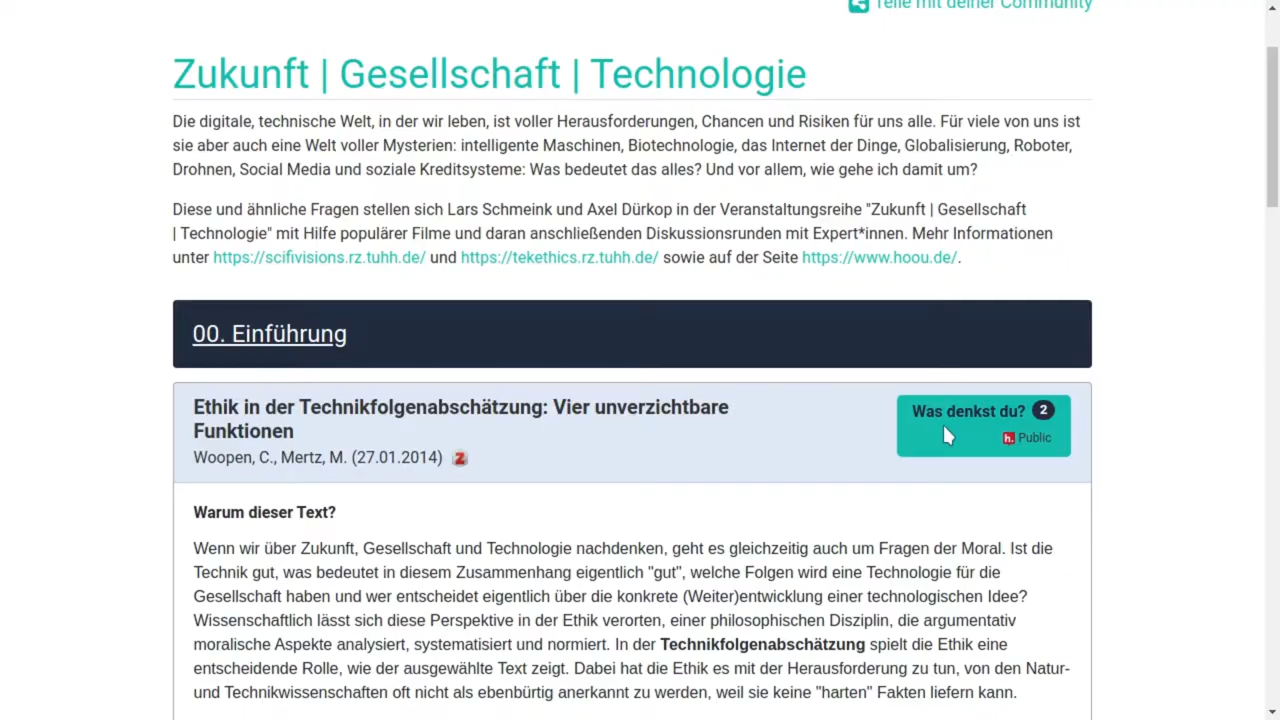 Teile mit deiner Community
Zukunft | Gesellschaft | Technologie
Die digitale, technische Welt, in der wir leben, ist voller Herausforderungen, Chancen und Risiken für uns alle. Für viele von uns ist
sie aber auch eine Welt voller Mysterien: intelligente Maschinen, Biotechnologie, das Internet der Dinge, Globalisierung, Roboter,
Drohnen, Social Media und soziale Kreditsysteme: Was bedeutet das alles? Und vor allem, wie gehe ich damit um?
Diese und ähnliche Fragen stellen sich Lars Schmeink und Axel Dürkop in der Veranstaltungsreihe "Zukunft | Gesellschaft
| Technologie" mit Hilfe populärer Filme und daran anschließenden Diskussionsrunden mit Expert*innen. Mehr Informationen
unter https://scifivisions.rz.tuhh.de/ und https://tekethics.rz.tuhh.de/ sowie auf der Seite https://www.hoou.de/.
00. Einführung
Ethik in der Technikfolgenabschätzung: Vier unverzichtbare
Funktionen
Woopen, C., Mertz, M. (27.01.2014) Z
Was denkst du? 2
h. Public
Warum dieser Text?
Wenn wir über Zukunft, Gesellschaft und Technologie nachdenken, geht es gleichzeitig auch um Fragen der Moral. Ist die
Technik gut, was bedeutet in diesem Zusammenhang eigentlich "gut", welche Folgen wird eine Technologie für die
Gesellschaft haben und wer entscheidet eigentlich über die konkrete (Weiter)entwicklung einer technologischen Idee?
Wissenschaftlich lässt sich diese Perspektive in der Ethik verorten, einer philosophischen Disziplin, die argumentativ
moralische Aspekte analysiert, systematisiert und normiert. In der Technikfolgenabschätzung spielt die Ethik eine
entscheidende Rolle, wie der ausgewählte Text zeigt. Dabei hat die Ethik es mit der Herausforderung zu tun, von den Natur-
und Technikwissenschaften oft nicht als ebenbürtig anerkannt zu werden, weil sie keine "harten" Fakten liefern kann.